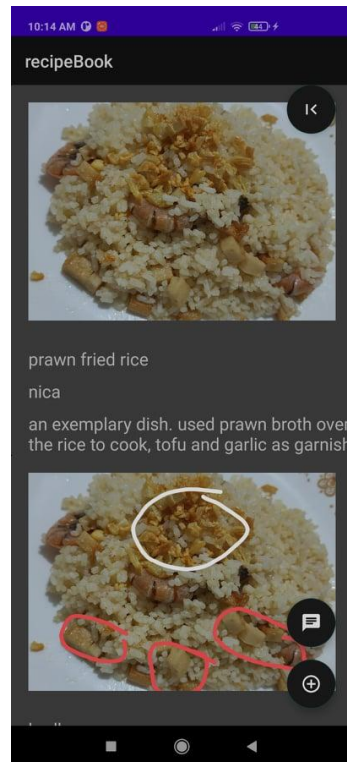 10:14 AM
44
recipeBook
prawn fried rice
nica
an exemplary dish. used prawn broth over
the rice to cook, tofu and garlic as garnish